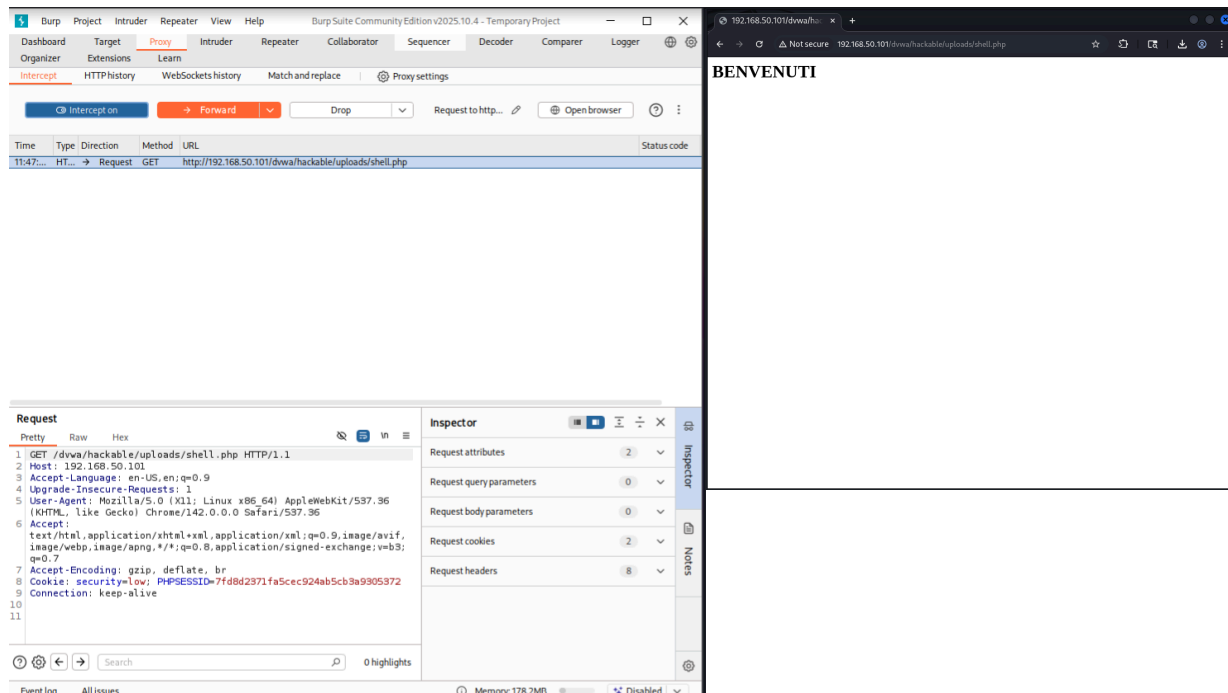 Burp Project Intruder Repeater View Help Burp Suite Community Edition v2025.10.4 - Temporary Project
Dashboard Target Proxy Intruder Repeater Collaborator Sequencer Decoder Comparer Logger
Organizer Extensions Learn
Intercept HTTP history WebSockets history Match and replace Proxy settings
Intercept on Forward Drop Request to http... Open browser
Time Type Direction Method URL Status code
11:47:... HT... → Request GET http://192.168.50.101/dvwa/hackable/uploads/shell.php
Request
Pretty Raw Hex
\n
1 GET /dvwa/hackable/uploads/shell.php HTTP/1.1
2 Host: 192.168.50.101
3 Accept-Language: en-US,en;q=0.9
4 Upgrade-Insecure-Requests: 1
5 User-Agent: Mozilla/5.0 (X11; Linux x86_64) AppleWebKit/537.36
(KHTML, like Gecko) Chrome/142.0.0.0 Safari/537.36
6 Accept:
text/html,application/xhtml+xml,application/xml;q=0.9,image/avif,
image/webp,image/apng,*/*;q=0.8,application/signed-exchange;v=b3;
q=0.7
7 Accept-Encoding: gzip, deflate, br
8 Cookie: security=low; PHPSESSID=7fd8d2371fa5cec924ab5cb3a9305372
9 Connection: keep-alive
10
11
Search 0 highlights
Inspector
Request attributes 2
Request query parameters 0
Request body parameters 0
Request cookies 2
Request headers 8
Inspector
Notes
Event log All issues Memory: 178.2MB Disabled
192.168.50.101/dvwa/ha
Not secure 192.168.50.101/dvwa/hackable/uploads/shell.php
BENVENUTI